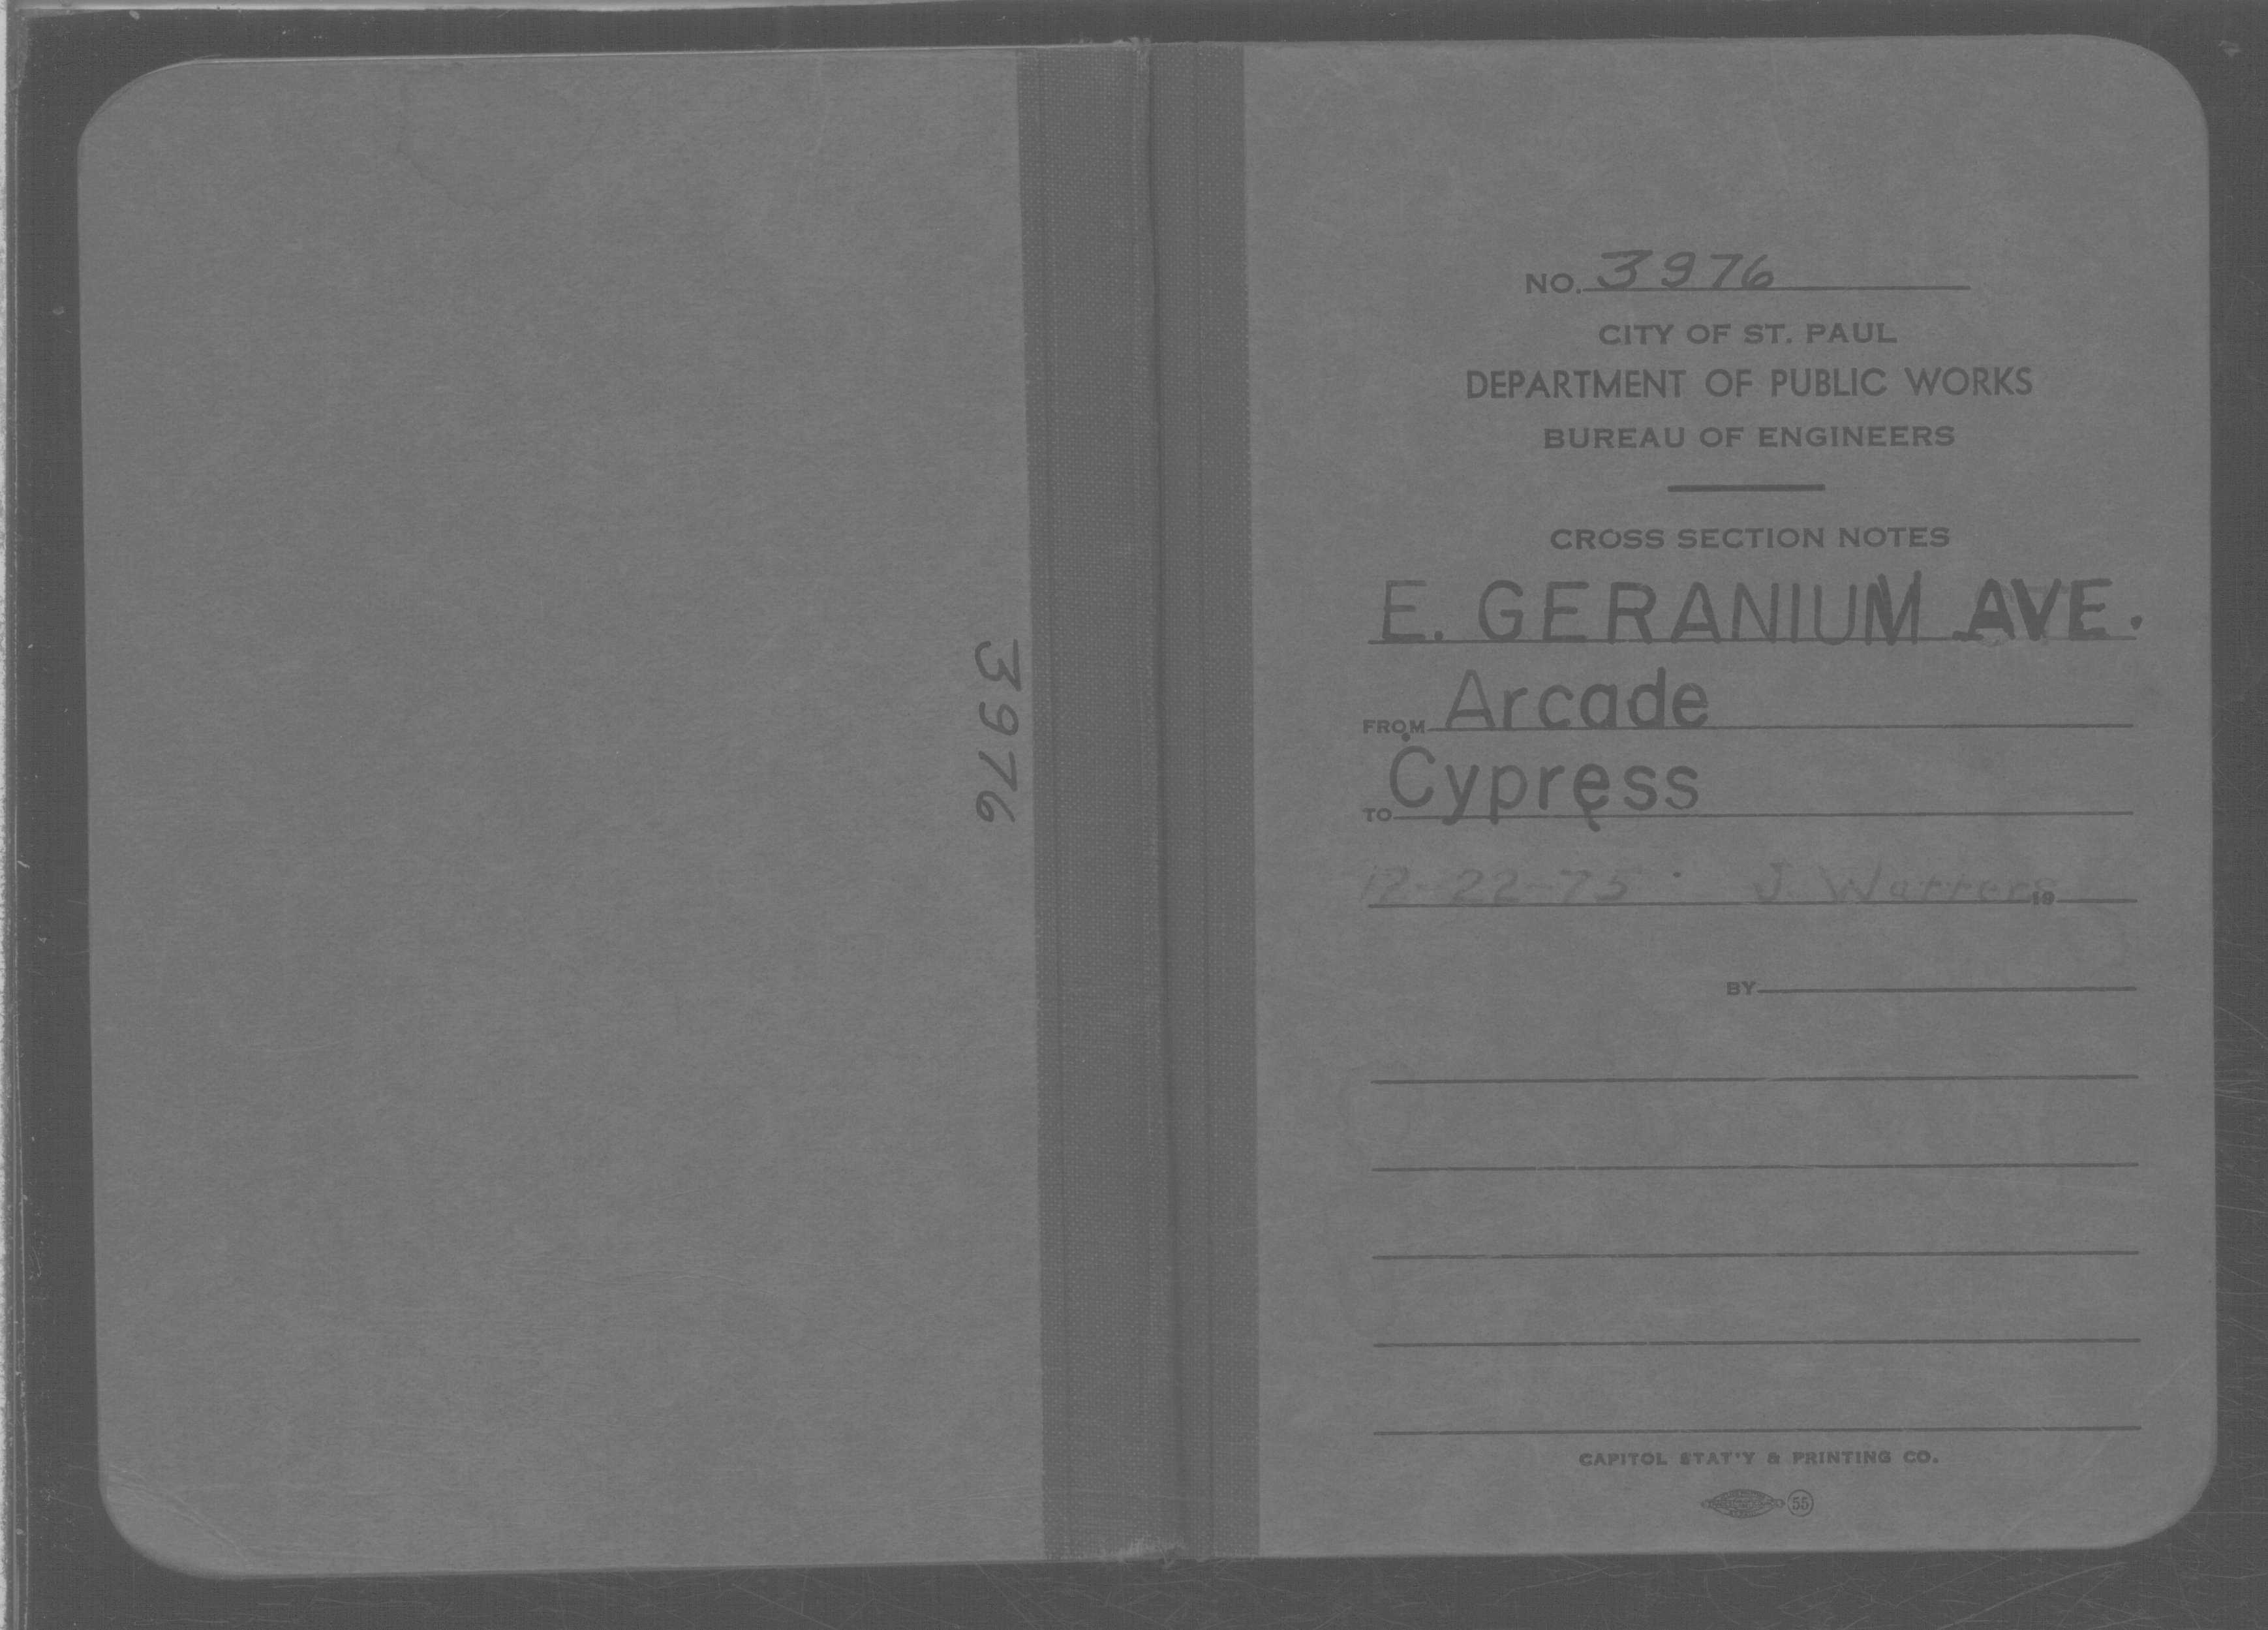 3976
NO. 3976
CITY OF ST. PAUL
DEPARTMENT OF PUBLIC WORKS
BUREAU OF ENGINEERS
CROSS SECTION NOTES
E. GERANIUM AVE.
FROM Arcade
TO Cypress
12-22-75 J. Watters 19
BY
CAPITOL STAT'Y & PRINTING CO.
55